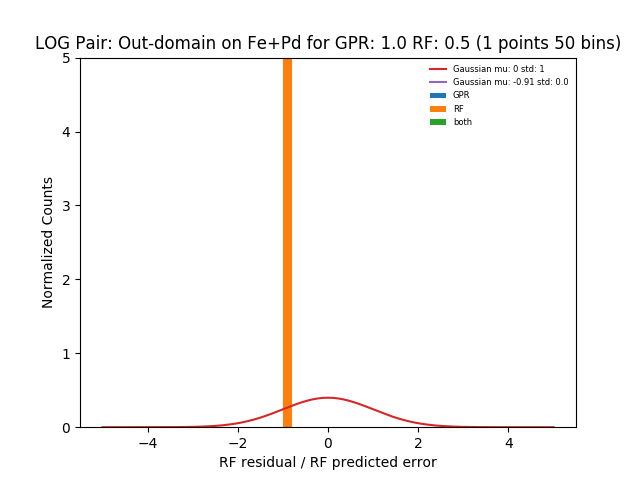 LOG Pair: Out-domain on Fe+Pd for GPR: 1.0 RF: 0.5 (1 points 50 bins)
Gaussian mu: 0 std: 1
Gaussian mu: -0.91 std: 0.0
GPR
RF
both
5
4
3
2
1
0
Normalized Counts
−4
−2
0
2
4
RF residual / RF predicted error